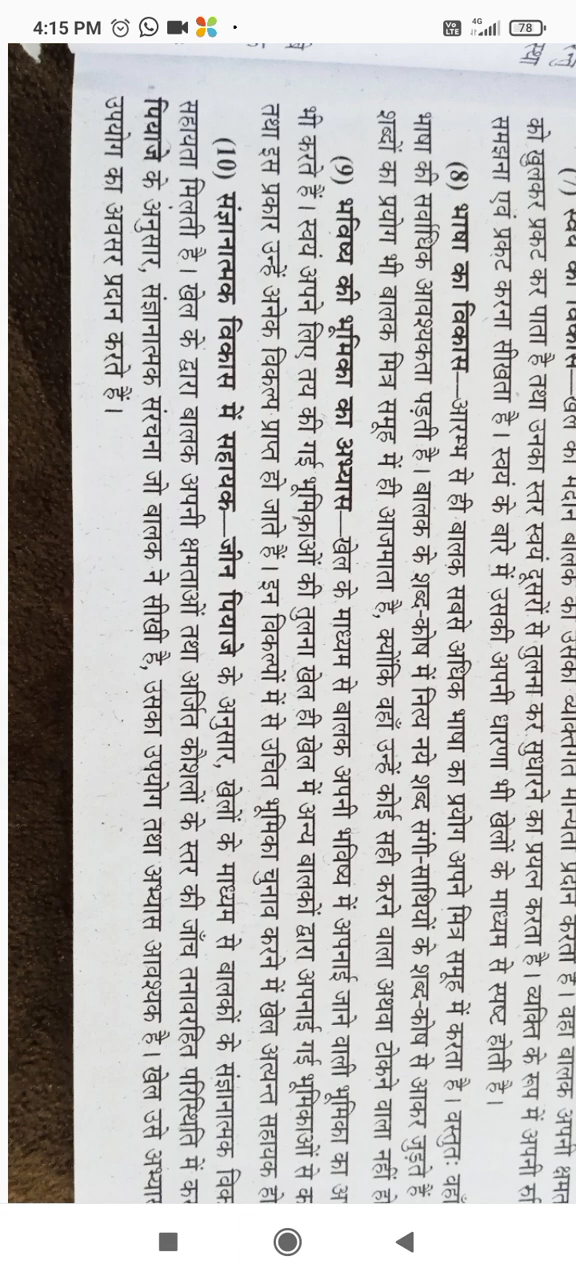 4:15 PM
Vo LTE 4G 78
(7) स्वयं का विकास—खेल का मैदान बालक को उसकी व्यक्तिगत मान्यता प्रदान करता है। वहाँ बालक अपनी
को खुलकर प्रकट कर पाता है तथा उनका स्तर स्वयं दूसरों से तुलना कर सुधारने का प्रयत्न करता है। व्यक्ति के रूप में अपनी
समझना एवं प्रकट करना सीखता है। स्वयं के बारे में उसकी अपनी धारणा भी खेलों के माध्यम से स्पष्ट होती है।
(8) भाषा का विकास—आरम्भ से ही बालक सबसे अधिक भाषा का प्रयोग अपने मित्र समूह में करता है। वस्तुतः वहाँ
भाषा की सर्वाधिक आवश्यकता पड़ती है। बालक के शब्द-कोष में नित्य नये शब्द संगी-साथियों के शब्द-कोष से आकर जुड़ते हैं
शब्दों का प्रयोग भी बालक मित्र समूह में ही आजमाता है, क्योंकि वहाँ उन्हें कोई सही करने वाला अथवा टोकने वाला नहीं हो
(9) भविष्य की भूमिका का अभ्यास—खेल के माध्यम से बालक अपनी भविष्य में अपनाई जाने वाली भूमिका का अ
भी करते हैं। स्वयं अपने लिए तय की गई भूमिकाओं की तुलना खेल ही खेल में अन्य बालकों द्वारा अपनाई गई भूमिकाओं से क
तथा इस प्रकार उन्हें अनेक विकल्प प्राप्त हो जाते हैं। इन विकल्पों में से उचित भूमिका चुनाव करने में खेल अत्यन्त सहायक हो
(10) संज्ञानात्मक विकास में सहायक—जीन पियाजे के अनुसार, खेलों के माध्यम से बालकों के संज्ञानात्मक विक
सहायता मिलती है। खेल के द्वारा बालक अपनी क्षमताओं तथा अर्जित कौशलों के स्तर की जाँच तनावरहित परिस्थिति में कर
पियाजे के अनुसार, संज्ञानात्मक संरचना जो बालक ने सीखी है, उसका उपयोग तथा अभ्यास आवश्यक है। खेल उसे अभ्यास
उपयोग का अवसर प्रदान करते हैं।